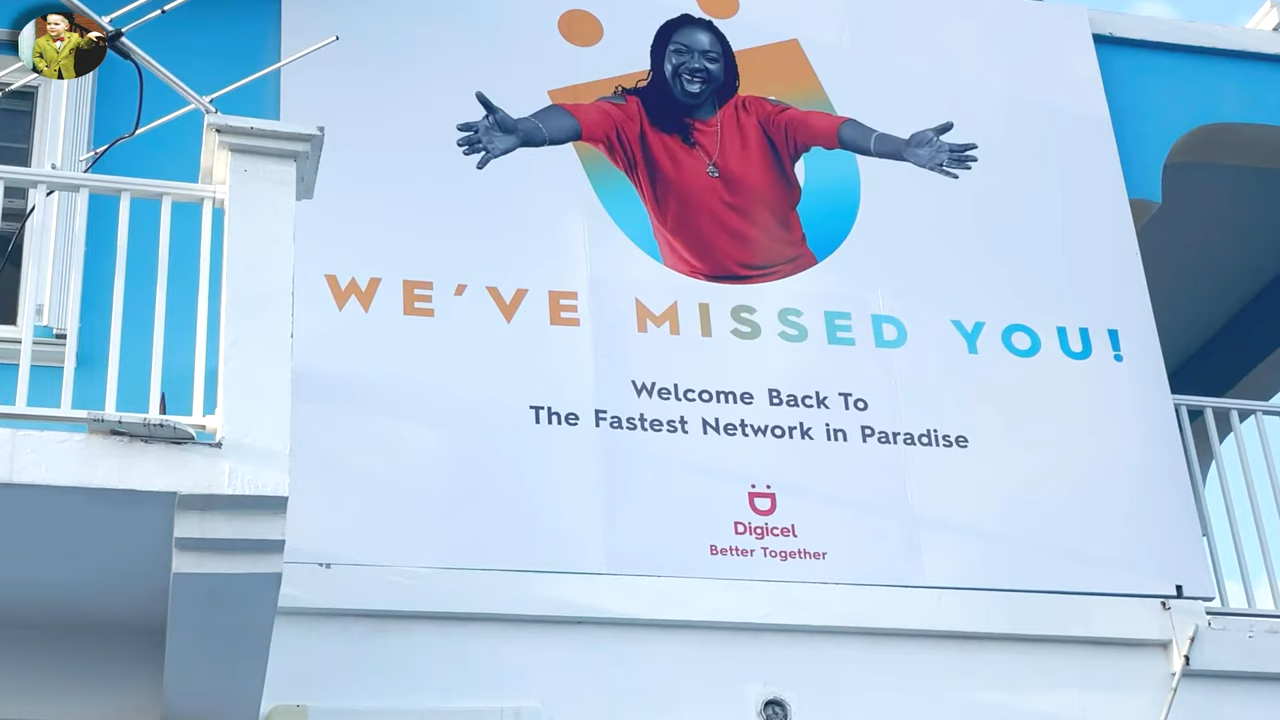 WE'VE MISSED YOU!
Welcome Back To
The Fastest Network in Paradise
Digicel
Better Together